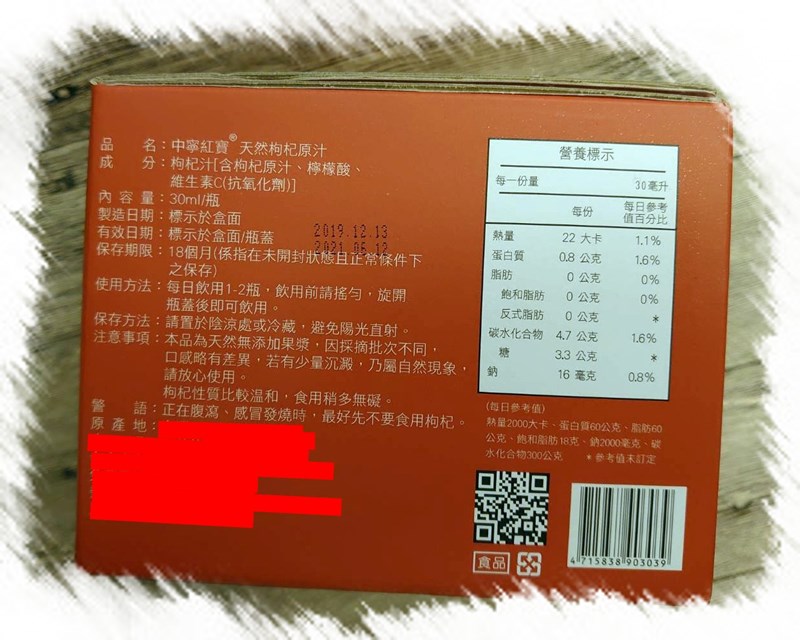 品名：中寧紅寶® 天然枸杞原汁
成分：枸杞汁[含枸杞原汁、檸檬酸、
維生素C(抗氧化劑)]
內容量：30ml/瓶
製造日期：標示於盒面
2019.12.13
有效日期：標示於盒面/瓶蓋
2021.06.12
保存期限：18個月(係指在未開封狀態且正常條件下
之保存)
使用方法：每日飲用1-2瓶，飲用前請搖勻，旋開
瓶蓋後即可飲用。
保存方法：請置於陰涼處或冷藏，避免陽光直射。
注意事項：本品為天然無添加果漿，因採摘批次不同，
口感略有差異，若有少量沉澱，乃屬自然現象，
請放心使用。
枸杞性質比較溫和，食用稍多無礙。
警語：正在腹瀉、感冒發燒時，最好先不要食用枸杞。
原產地：
營養標示
每一份量 30毫升
每份 每日參考
值百分比
熱量 22 大卡 1.1%
蛋白質 0.8 公克 1.6%
脂肪 0 公克 0%
飽和脂肪 0 公克 0%
反式脂肪 0 公克 *
碳水化合物 4.7 公克 1.6%
糖 3.3 公克 *
鈉 16 毫克 0.8%
(每日參考值)
熱量2000大卡、蛋白質60公克、脂肪60
公克、飽和脂肪18克、鈉2000毫克、碳
水化合物300公克 *參考值未訂定
食品
4 715838 903039